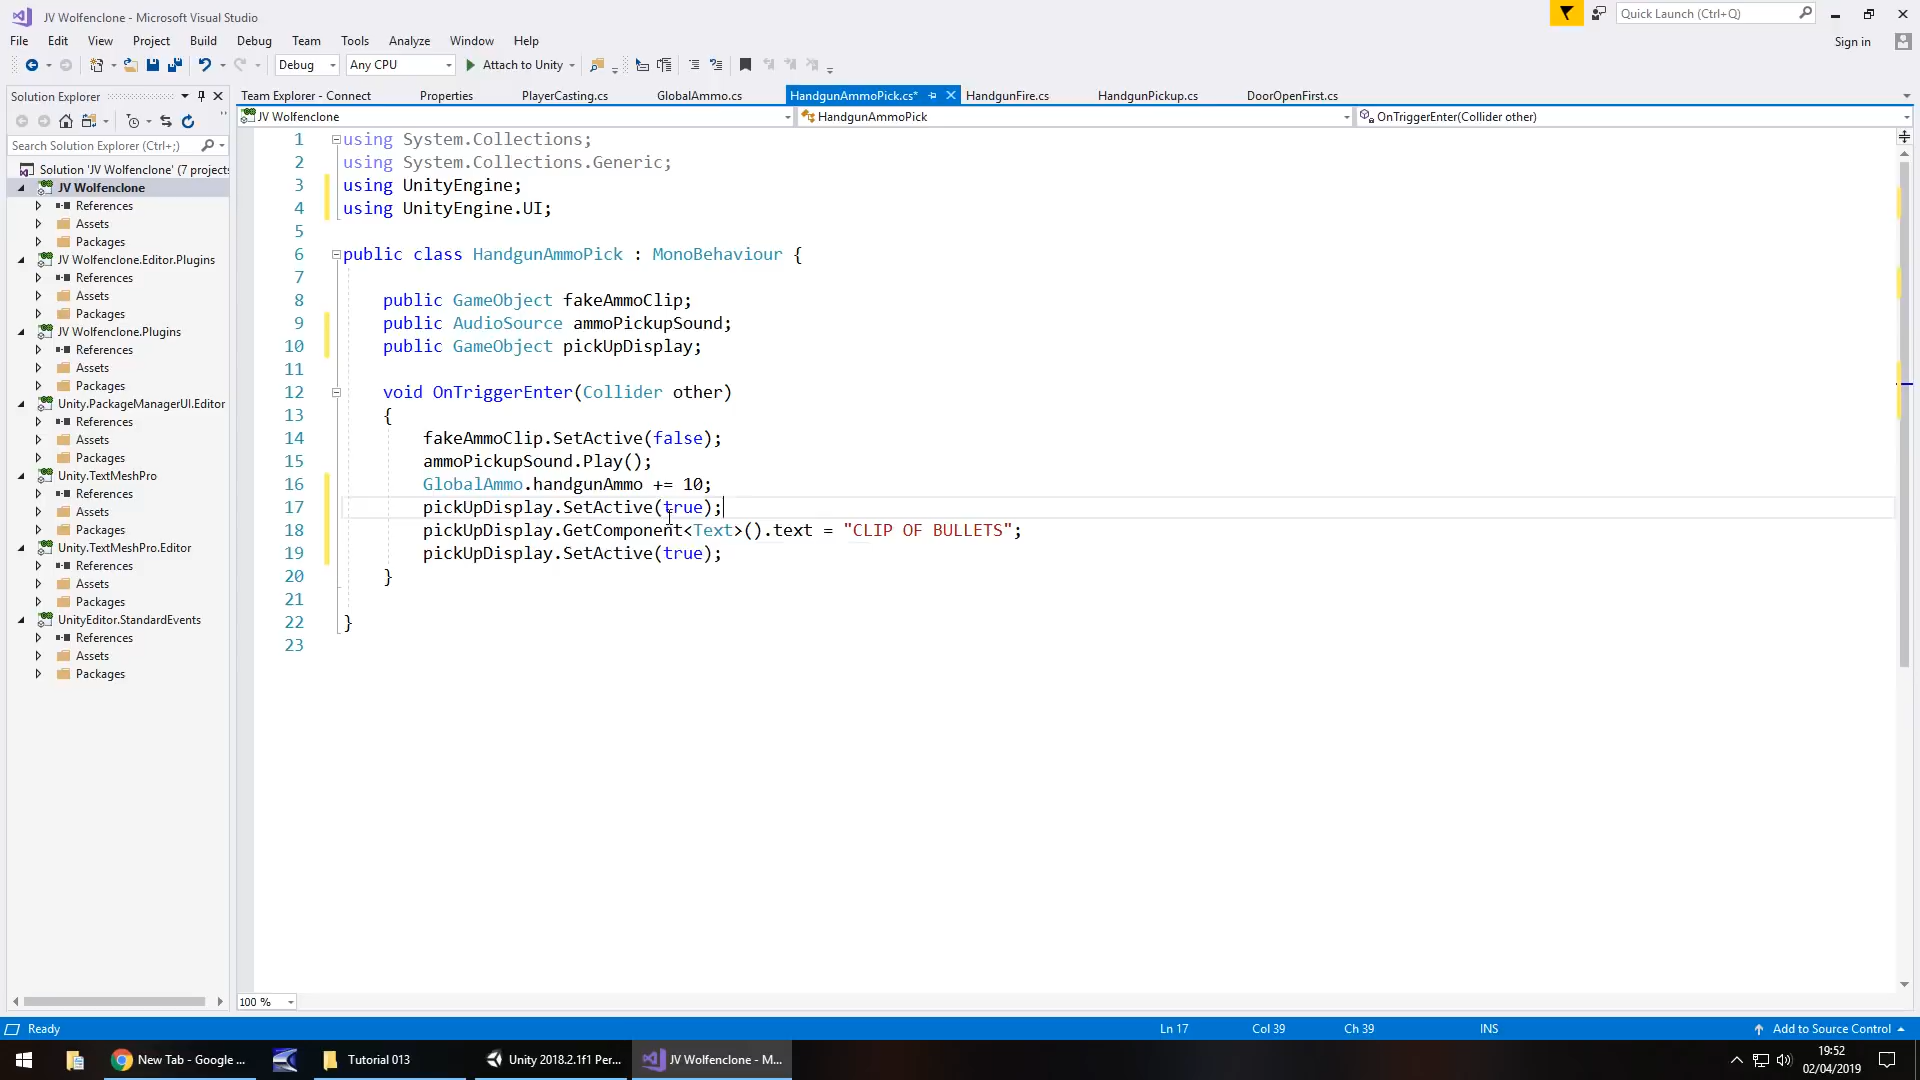 JV Wolfenclone - Microsoft Visual Studio
Quick Launch (Ctrl+Q)
File Edit View Project Build Debug Team Tools Analyze Window Help
Sign in
Debug Any CPU Attach to Unity
Solution Explorer
Team Explorer - Connect Properties PlayerCasting.cs GlobalAmmo.cs HandgunAmmoPick.cs* HandgunFire.cs HandgunPickup.cs DoorOpenFirst.cs
JV Wolfenclone HandgunAmmoPick OnTriggerEnter(Collider other)
Search Solution Explorer (Ctrl+;)
Solution 'JV Wolfenclone' (7 projects
JV Wolfenclone
References
Assets
Packages
JV Wolfenclone.Editor.Plugins
References
Assets
Packages
JV Wolfenclone.Plugins
References
Assets
Packages
Unity.PackageManagerUI.Editor
References
Assets
Packages
Unity.TextMeshPro
References
Assets
Packages
Unity.TextMeshPro.Editor
References
Assets
Packages
UnityEditor.StandardEvents
References
Assets
Packages
1 using System.Collections;
2 using System.Collections.Generic;
3 using UnityEngine;
4 using UnityEngine.UI;
5
6 public class HandgunAmmoPick : MonoBehaviour {
7
8 public GameObject fakeAmmoClip;
9 public AudioSource ammoPickupSound;
10 public GameObject pickUpDisplay;
11
12 void OnTriggerEnter(Collider other)
13 {
14 fakeAmmoClip.SetActive(false);
15 ammoPickupSound.Play();
16 GlobalAmmo.handgunAmmo += 10;
17 pickUpDisplay.SetActive(true);
18 pickUpDisplay.GetComponent<Text>().text = "CLIP OF BULLETS";
19 pickUpDisplay.SetActive(true);
20 }
21
22 }
23
100 %
Ready Ln 17 Col 39 Ch 39 INS Add to Source Control
New Tab - Google ... Tutorial 013 Unity 2018.2.1f1 Per... JV Wolfenclone - M...
19:52
02/04/2019